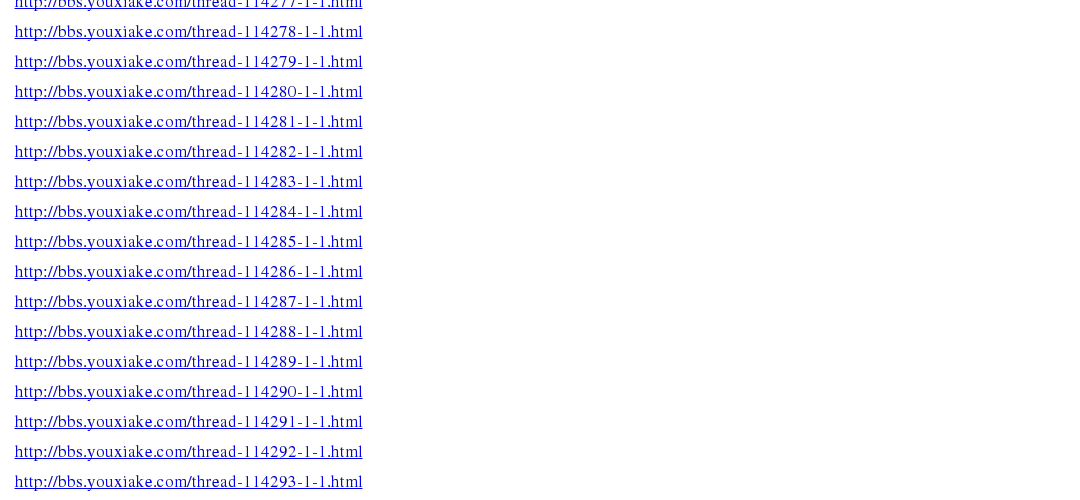 http://bbs.youxiake.com/thread-114277-1-1.html
http://bbs.youxiake.com/thread-114278-1-1.html
http://bbs.youxiake.com/thread-114279-1-1.html
http://bbs.youxiake.com/thread-114280-1-1.html
http://bbs.youxiake.com/thread-114281-1-1.html
http://bbs.youxiake.com/thread-114282-1-1.html
http://bbs.youxiake.com/thread-114283-1-1.html
http://bbs.youxiake.com/thread-114284-1-1.html
http://bbs.youxiake.com/thread-114285-1-1.html
http://bbs.youxiake.com/thread-114286-1-1.html
http://bbs.youxiake.com/thread-114287-1-1.html
http://bbs.youxiake.com/thread-114288-1-1.html
http://bbs.youxiake.com/thread-114289-1-1.html
http://bbs.youxiake.com/thread-114290-1-1.html
http://bbs.youxiake.com/thread-114291-1-1.html
http://bbs.youxiake.com/thread-114292-1-1.html
http://bbs.youxiake.com/thread-114293-1-1.html